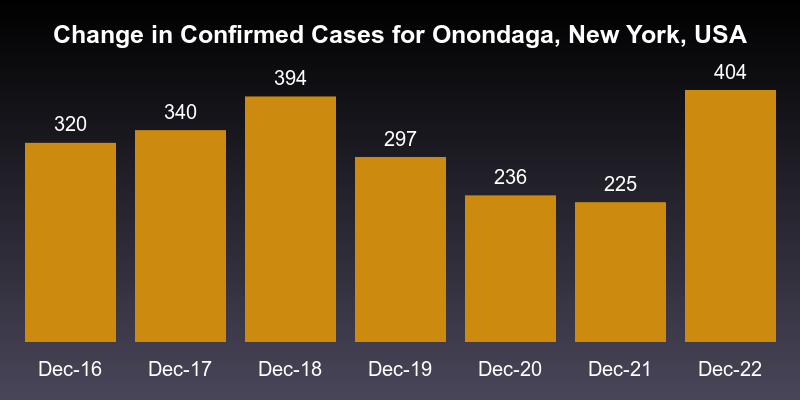 Change in Confirmed Cases for Onondaga, New York, USA
320 340 394 297 236 225 404
Dec-16 Dec-17 Dec-18 Dec-19 Dec-20 Dec-21 Dec-22